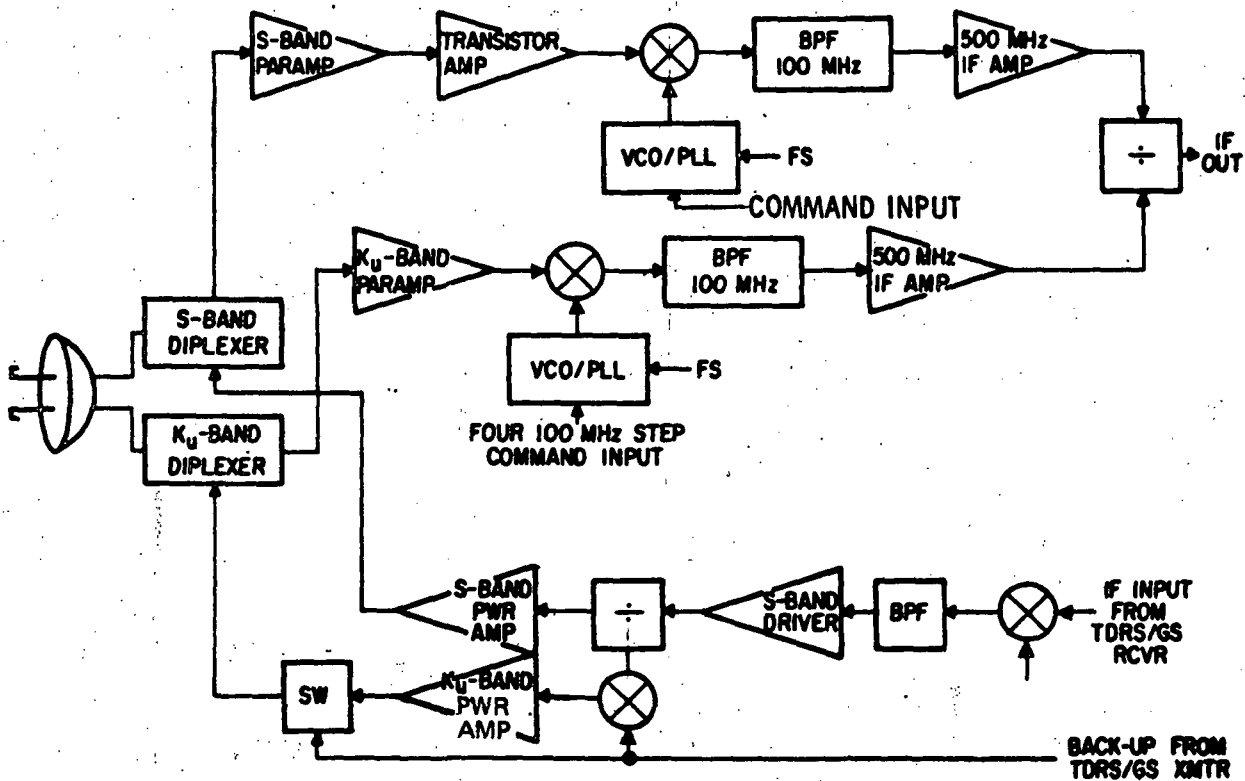 S-BAND
PARAMP
TRANSISTOR
AMP
BPF
100 MHz
500 MHz
IF AMP
VCO/PLL
FS
COMMAND INPUT
÷
IF
OUT
Ku-BAND
PARAMP
BPF
100 MHz
500 MHz
IF AMP
S-BAND
DIPLEXER
VCO/PLL
FS
Ku-BAND
DIPLEXER
FOUR 100 MHz STEP
COMMAND INPUT
S-BAND
PWR
AMP
÷
S-BAND
DRIVER
BPF
IF INPUT
FROM
TDRS/GS
RCVR
SW
Ku-BAND
PWR
AMP
BACK-UP FROM
TDRS/GS XMTR